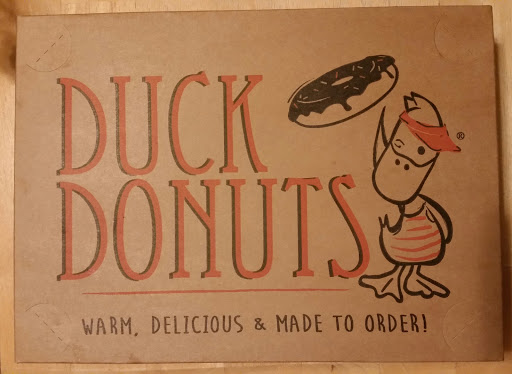 DUCK
DONUTS
®
WARM, DELICIOUS & MADE TO ORDER!